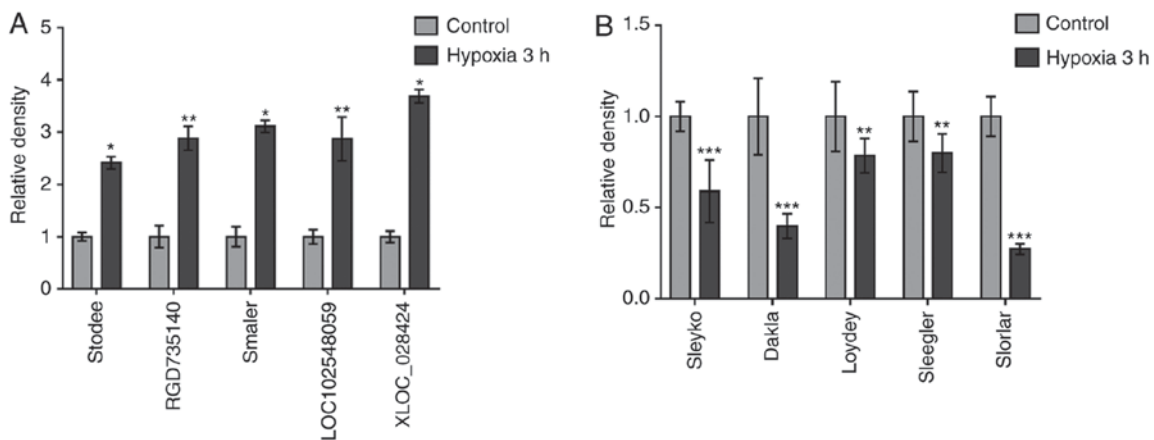 A
Control
Hypoxia 3 h
Relative density
5
4
3
2
1
0
*
**
*
**
*
Stodee
RGD735140
Smaler
LOC102548059
XLOC_028424
B
Control
Hypoxia 3 h
Relative density
1.5
1.0
0.5
0.0
***
***
**
**
***
Sleyko
Dakla
Loydey
Sleegler
Slorlar